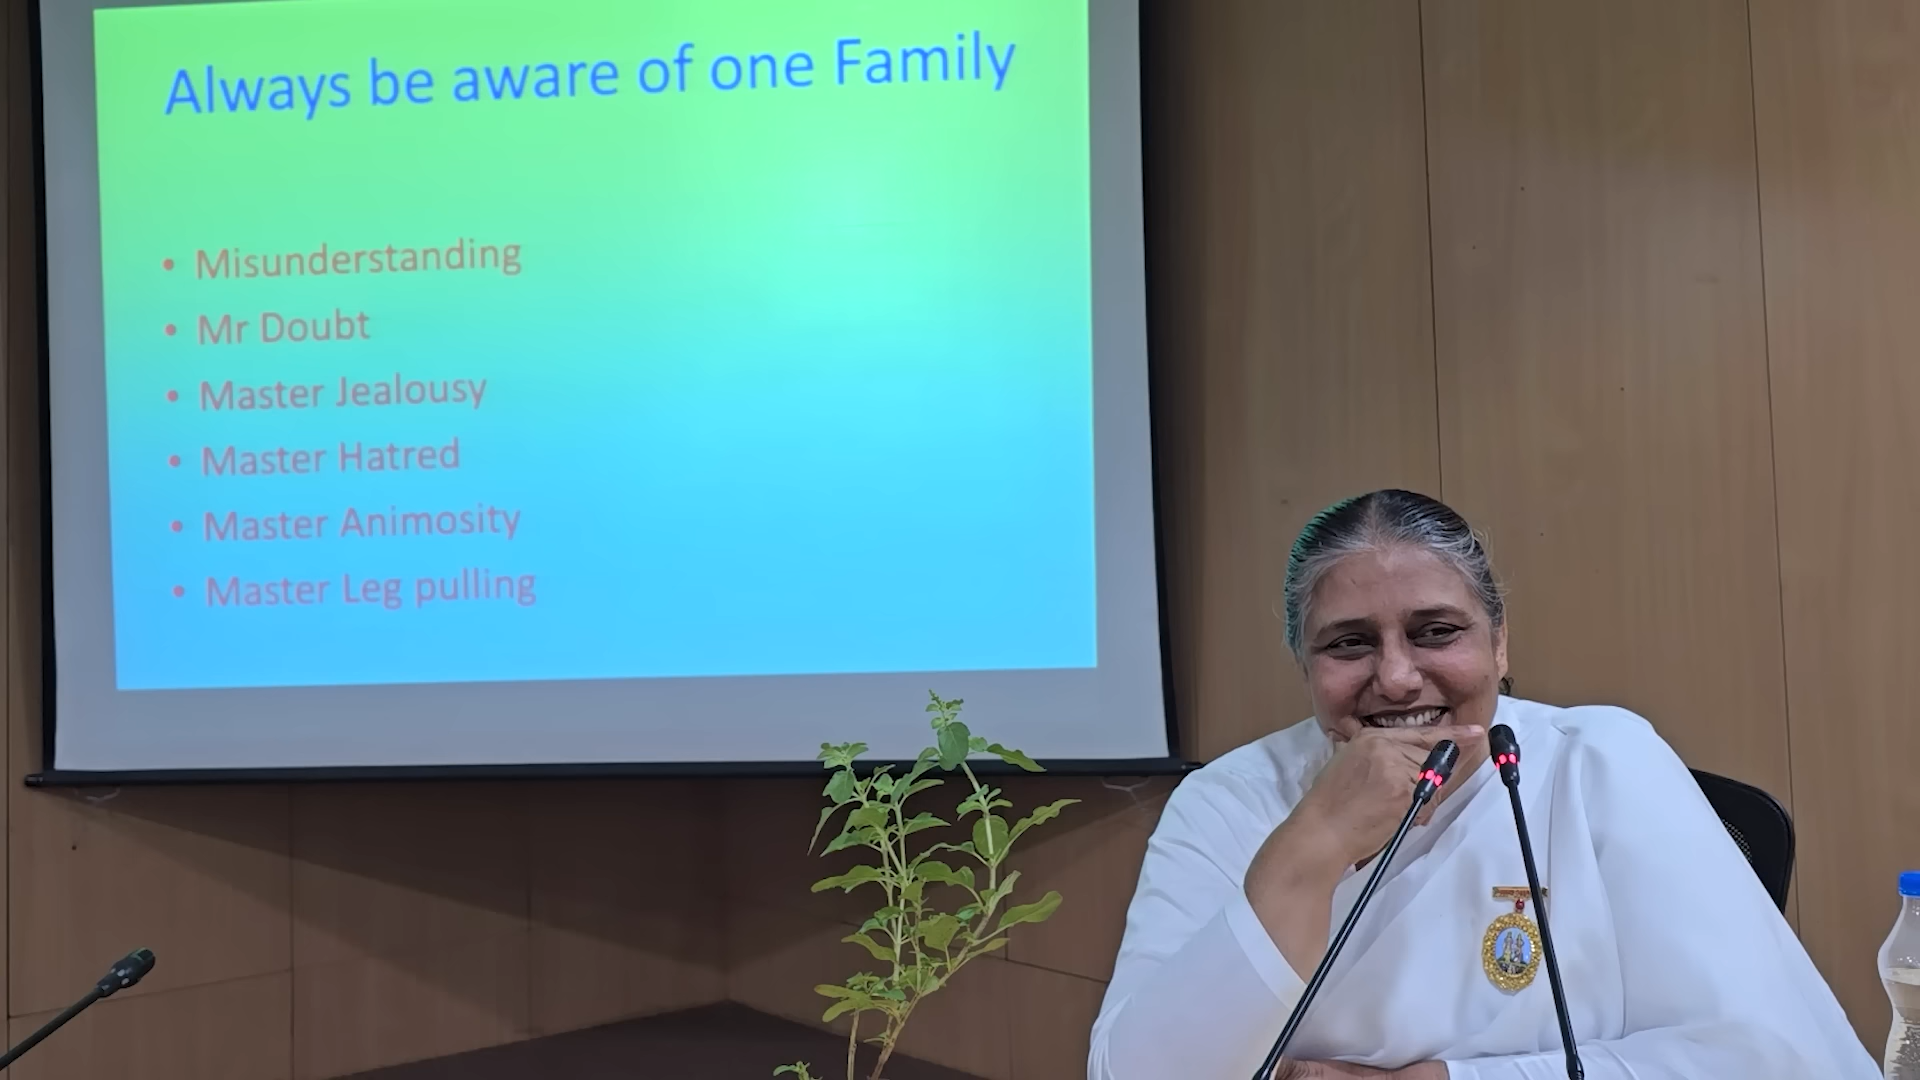 Always be aware of one Family
• Misunderstanding
• Mr Doubt
• Master Jealousy
• Master Hatred
• Master Animosity
• Master Leg pulling